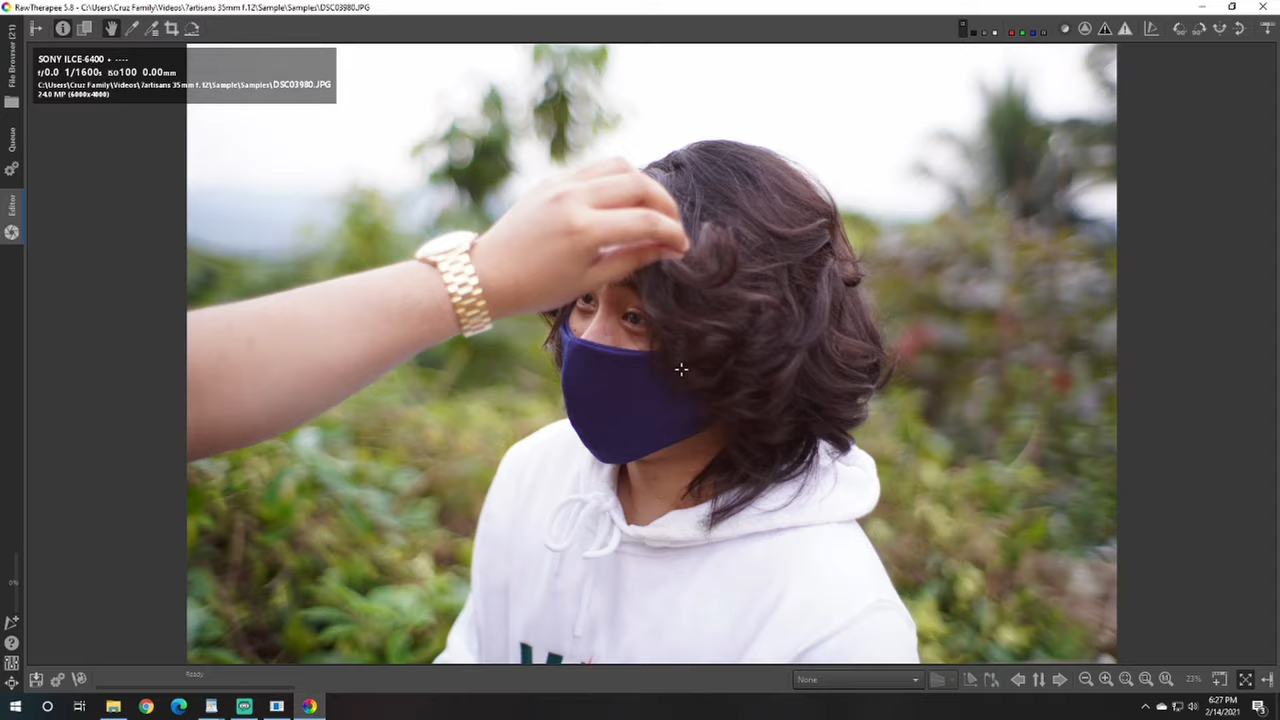 RawTherapee 5.8 - C:\Users\Cruz Family\Videos\7artisans 35mm f.12\Sample\Samples\DSC03980.JPG
File Browser (21)
Queue
Editor
SONY ILCE-6400 + ----
f/0.0 1/1600s ISO100 0.00mm
C:\Users\Cruz Family\Videos\7artisans 35mm f.12\Sample\Samples\DSC03980.JPG
24.0 MP (6000x4000)
0%
Ready
None
23%
6:27 PM
2/14/2021